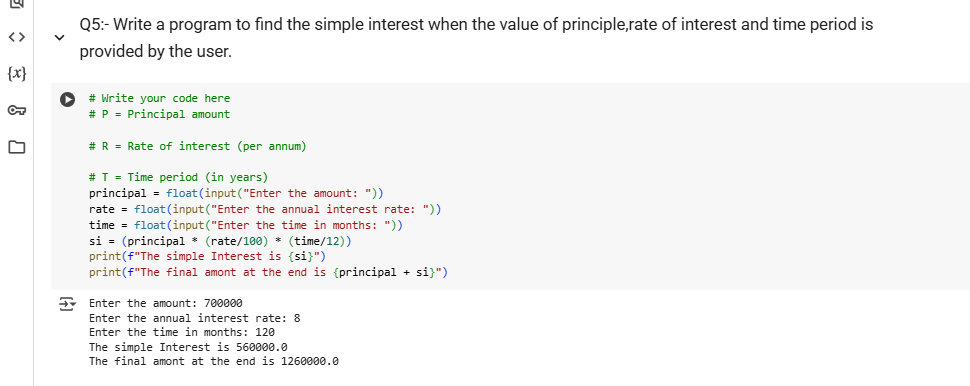 Q5:- Write a program to find the simple interest when the value of principle,rate of interest and time period is
provided by the user.
<>
{x}
# Write your code here
# P = Principal amount
# R = Rate of interest (per annum)
# T = Time period (in years)
principal = float(input("Enter the amount: "))
rate = float(input("Enter the annual interest rate: "))
time = float(input("Enter the time in months: "))
si = (principal * (rate/100) * (time/12))
print(f"The simple Interest is {si}")
print(f"The final amont at the end is {principal + si}")
Enter the amount: 700000
Enter the annual interest rate: 8
Enter the time in months: 120
The simple Interest is 560000.0
The final amont at the end is 1260000.0